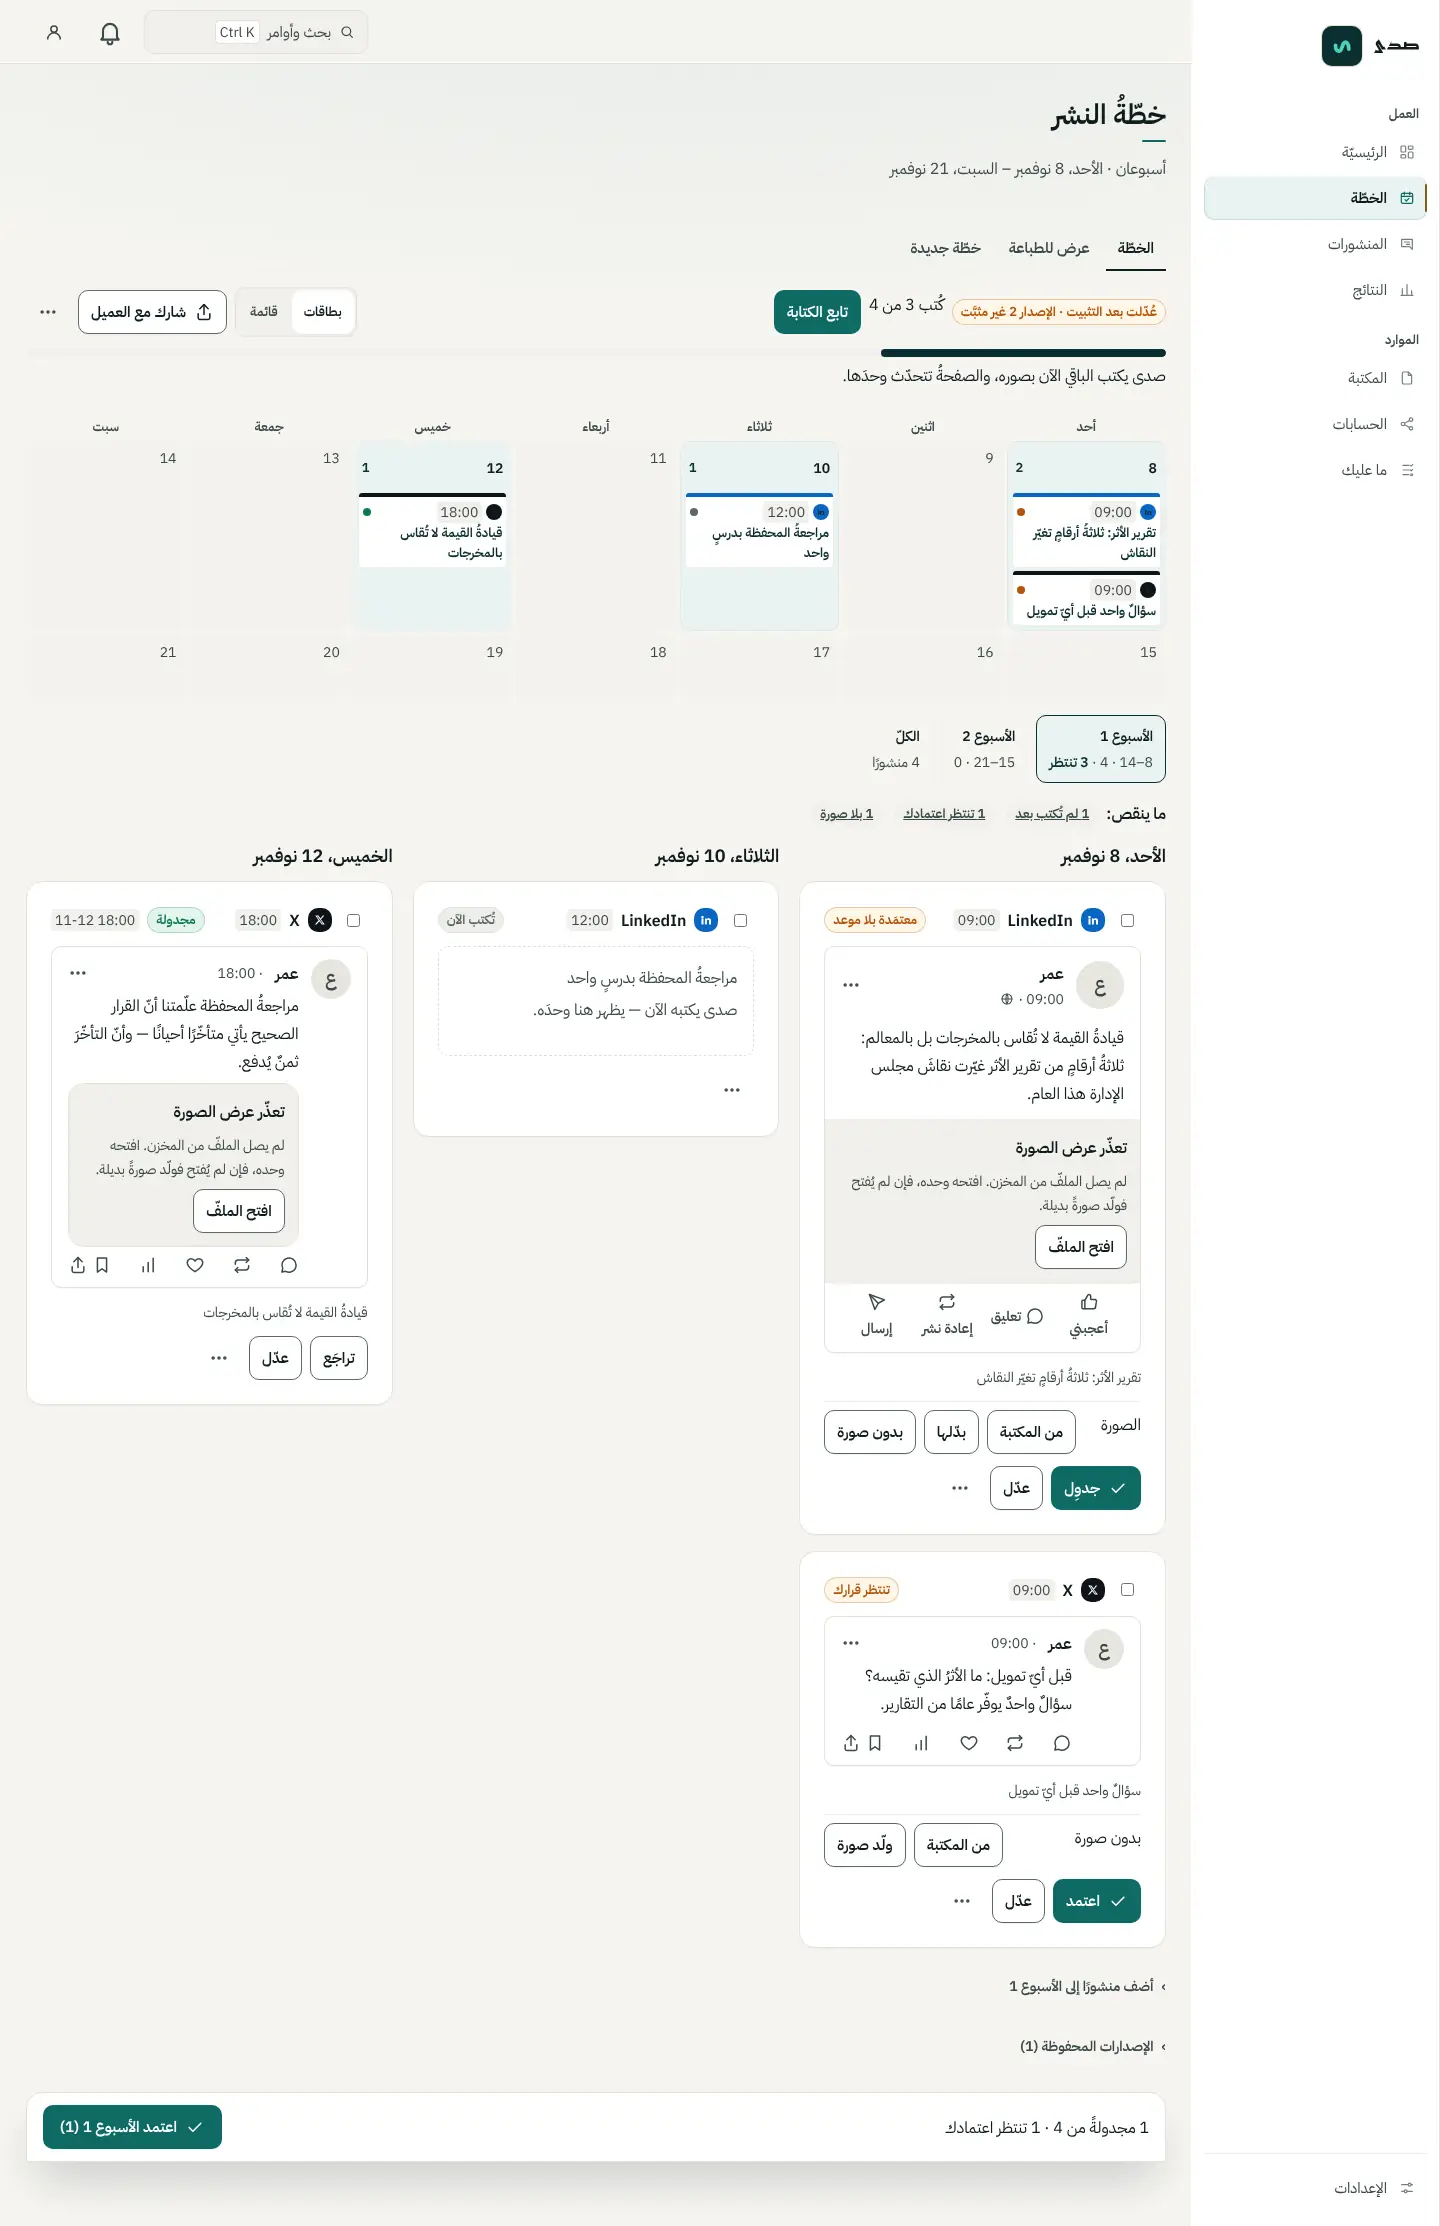 صدى
العمل
الرئيسيّة
الخطّة
المنشورات
النتائج
الموارد
المكتبة
الحسابات
ما عليك
الإعدادات
بحث وأوامر Ctrl K
خطّةُ النشر
أسبوعان · الأحد، 8 نوفمبر – السبت، 21 نوفمبر
الخطّة عرض للطباعة خطّة جديدة
عُدّلت بعد التثبيت · الإصدار 2 غير مثبَّت كُتب 3 من 4 تابع الكتابة بطاقات قائمة شارك مع العميل
صدى يكتب الباقي الآن بصوره، والصفحةُ تتحدّث وحدَها.
أحد اثنين ثلاثاء أربعاء خميس جمعة سبت
8 2 9 10 1 11 12 1 13 14
09:00
تقرير الأثر: ثلاثةُ أرقامٍ تغيّر
النقاش
09:00
سؤالٌ واحد قبل أيّ تمويل
12:00
مراجعةُ المحفظة بدرسٍ
واحد
18:00
قيادةُ القيمة لا تُقاس
بالمخرجات
15 16 17 18 19 20 21
الأسبوع 1
8–14 · 4 · 3 تنتظر
الأسبوع 2
15–21 · 0
الكلّ
4 منشورًا
ما ينقص: 1 لم تُكتب بعد 1 تنتظر اعتمادك 1 بلا صورة
الأحد، 8 نوفمبر
LinkedIn 09:00 معتمَدة بلا موعد
ع
عمر
09:00 ·
قيادةُ القيمة لا تُقاس بالمخرجات بل بالمعالم:
ثلاثةُ أرقامٍ من تقرير الأثر غيّرت نقاشَ مجلس
الإدارة هذا العام.
تعذّر عرض الصورة
لم يصل الملفّ من المخزن. افتحه وحده، فإن لم يُفتح
فولّد صورةً بديلة.
افتح الملفّ
أعجبني تعليق إعادة نشر إرسال
تقرير الأثر: ثلاثةُ أرقامٍ تغيّر النقاش
الصورة من المكتبة بدّلها بدون صورة
جدوِل عدّل
X 09:00 تنتظر قرارك
ع
عمر · 09:00
قبل أيّ تمويل: ما الأثرُ الذي تقيسه؟
سؤالٌ واحدٌ يوفّر عامًا من التقارير.
سؤالٌ واحد قبل أيّ تمويل
بدون صورة من المكتبة ولّد صورة
اعتمد عدّل
الثلاثاء، 10 نوفمبر
LinkedIn 12:00 تُكتب الآن
مراجعةُ المحفظة بدرسٍ واحد
صدى يكتبه الآن — يظهر هنا وحدَه.
الخميس، 12 نوفمبر
X 18:00 مجدولة 11-12 18:00
ع
عمر · 18:00
مراجعةُ المحفظة علّمتنا أنّ القرار
الصحيح يأتي متأخّرًا أحيانًا — وأنّ التأخّرَ
ثمنٌ يُدفع.
تعذّر عرض الصورة
لم يصل الملفّ من المخزن. افتحه
وحده، فإن لم يُفتح فولّد صورةً بديلة.
افتح الملفّ
قيادةُ القيمة لا تُقاس بالمخرجات
تراجَع عدّل
أضف منشورًا إلى الأسبوع 1
الإصدارات المحفوظة (1)
1 مجدولةً من 4 · 1 تنتظر اعتمادك
اعتمد الأسبوع 1 (1)